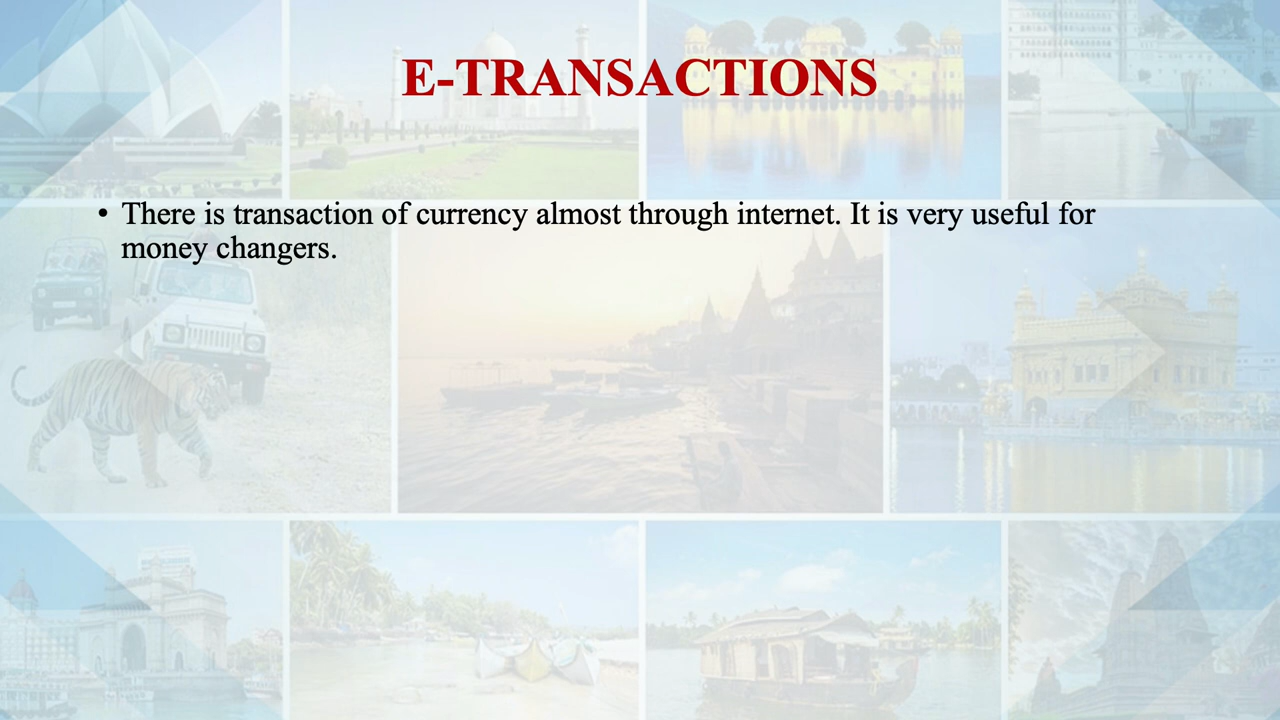 E-TRANSACTIONS
• There is transaction of currency almost through internet. It is very useful for
money changers.